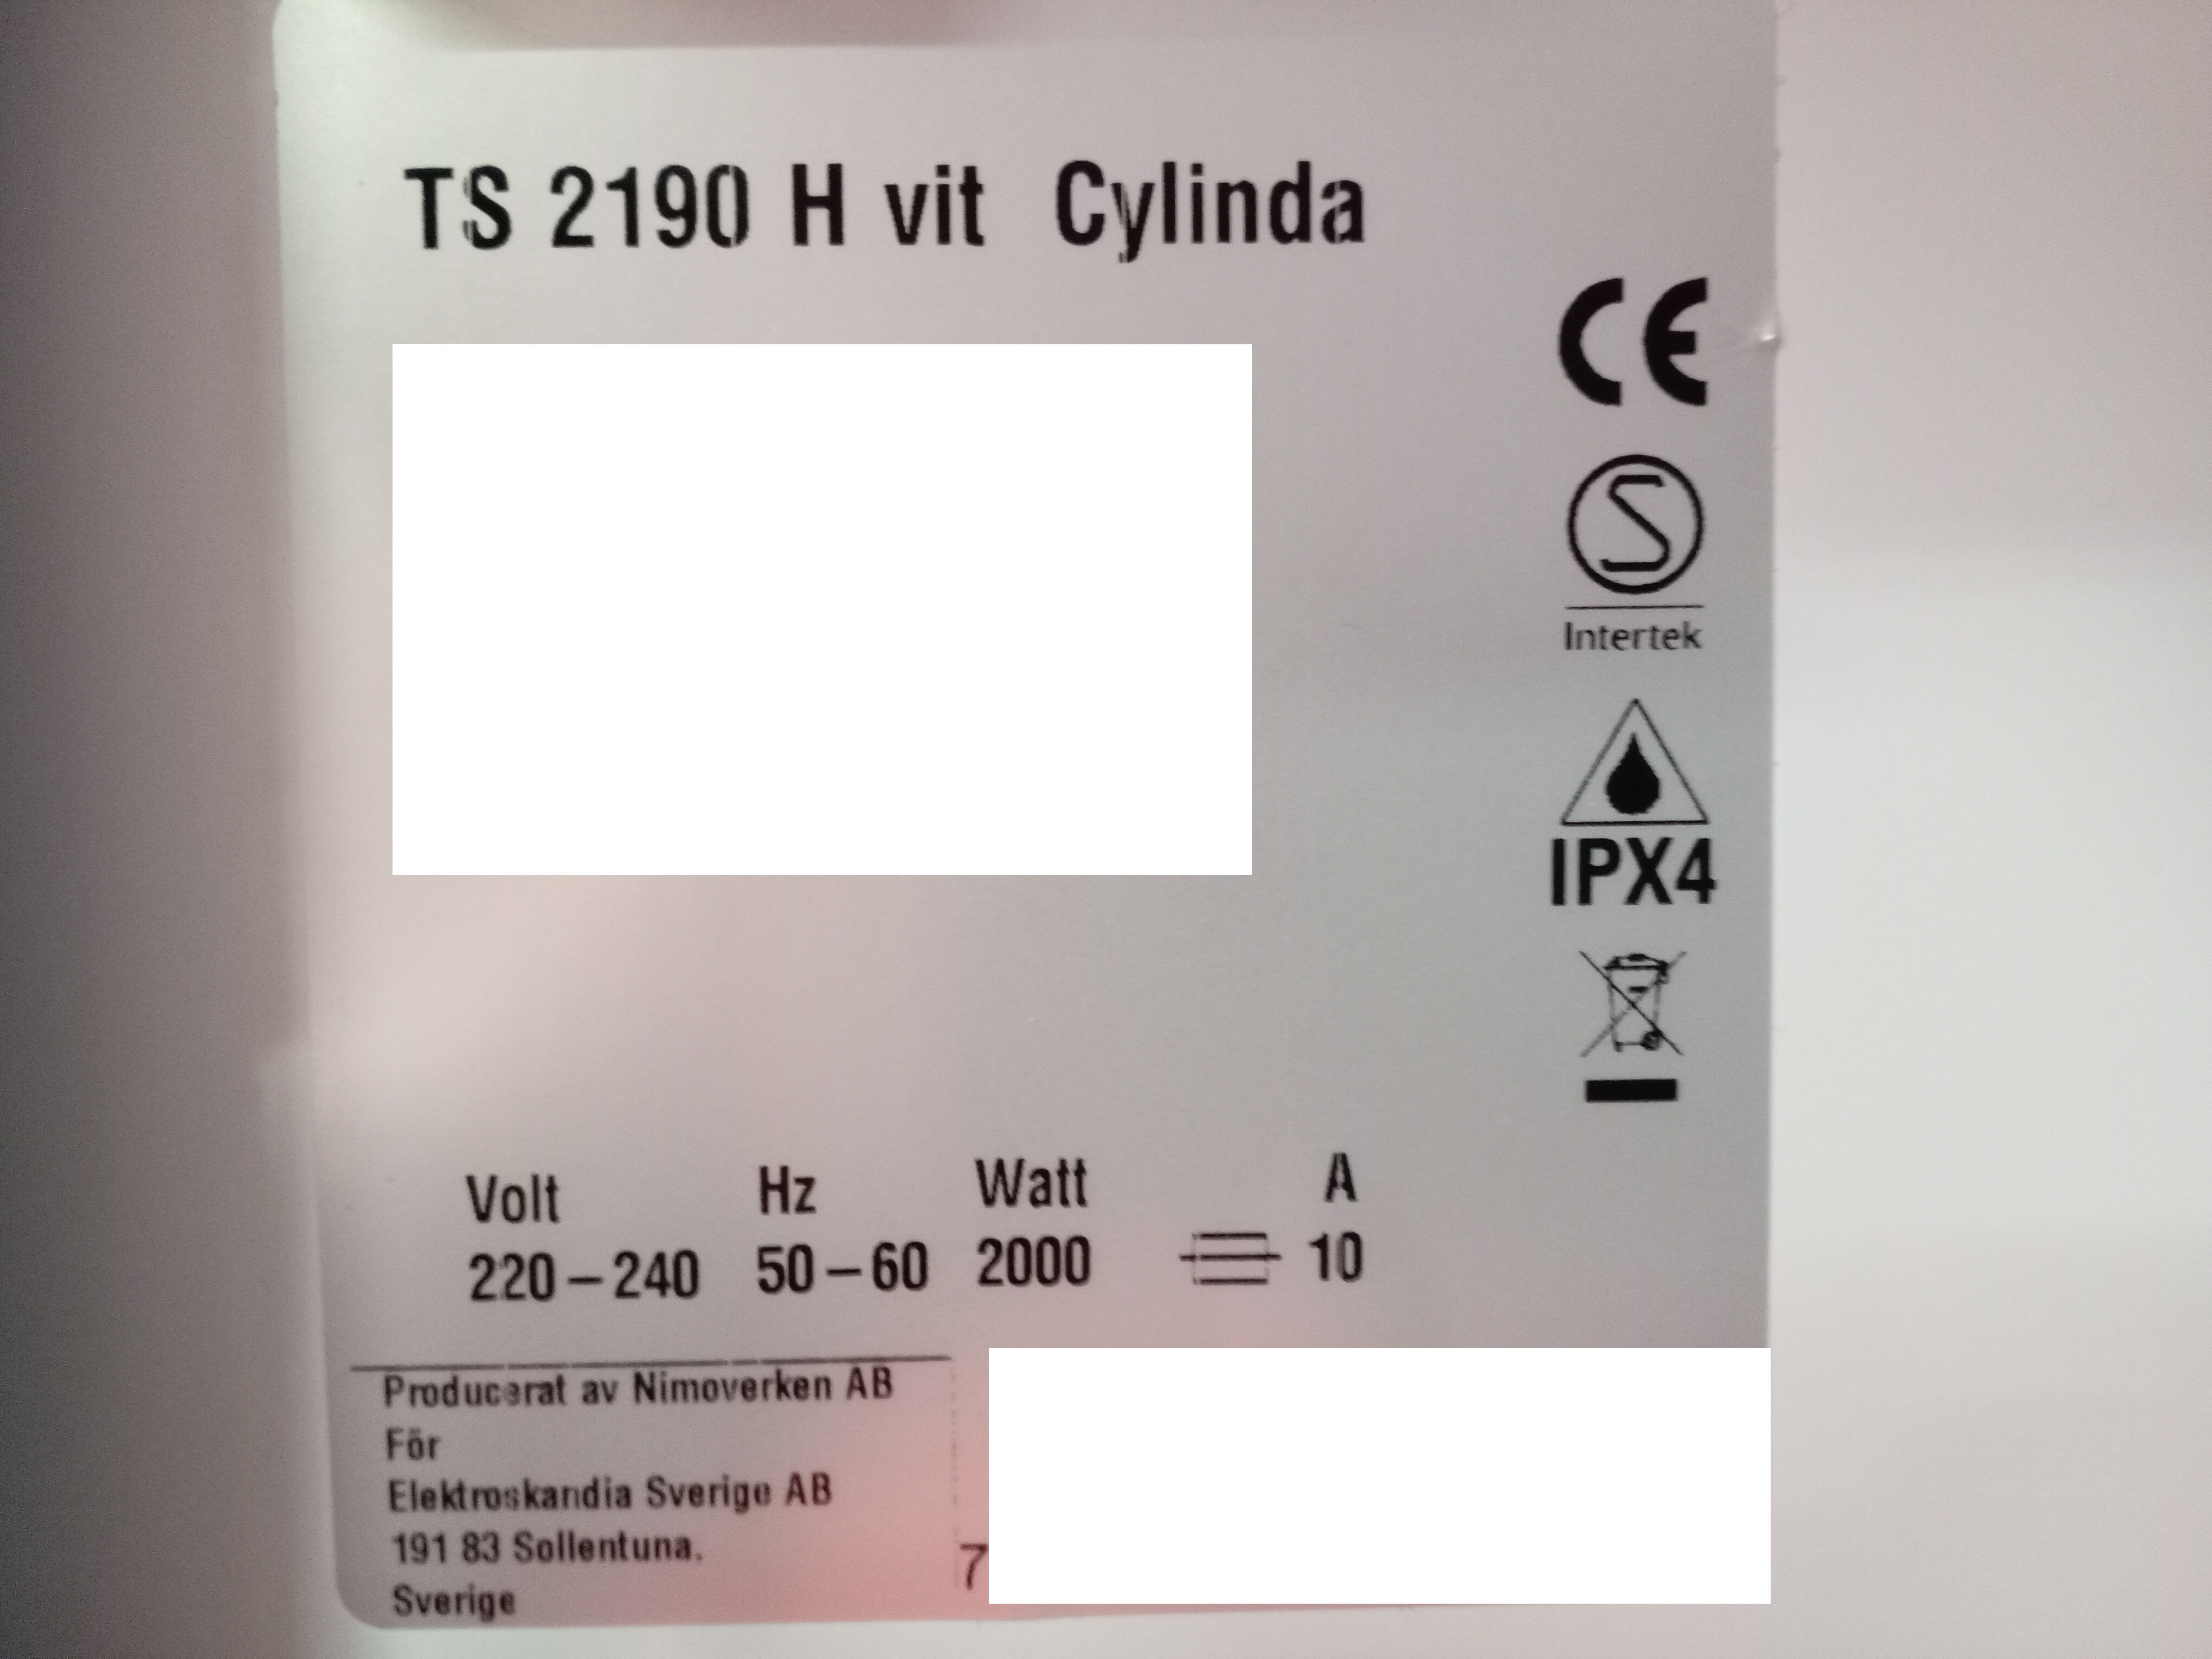 TS 2190 H vit Cylinda
CE
S
Intertek
IPX4
Volt Hz Watt A
220–240 50–60 2000 10
Producerat av Nimoverken AB
För
Elektroskandia Sverige AB
191 83 Sollentuna.
Sverige
7